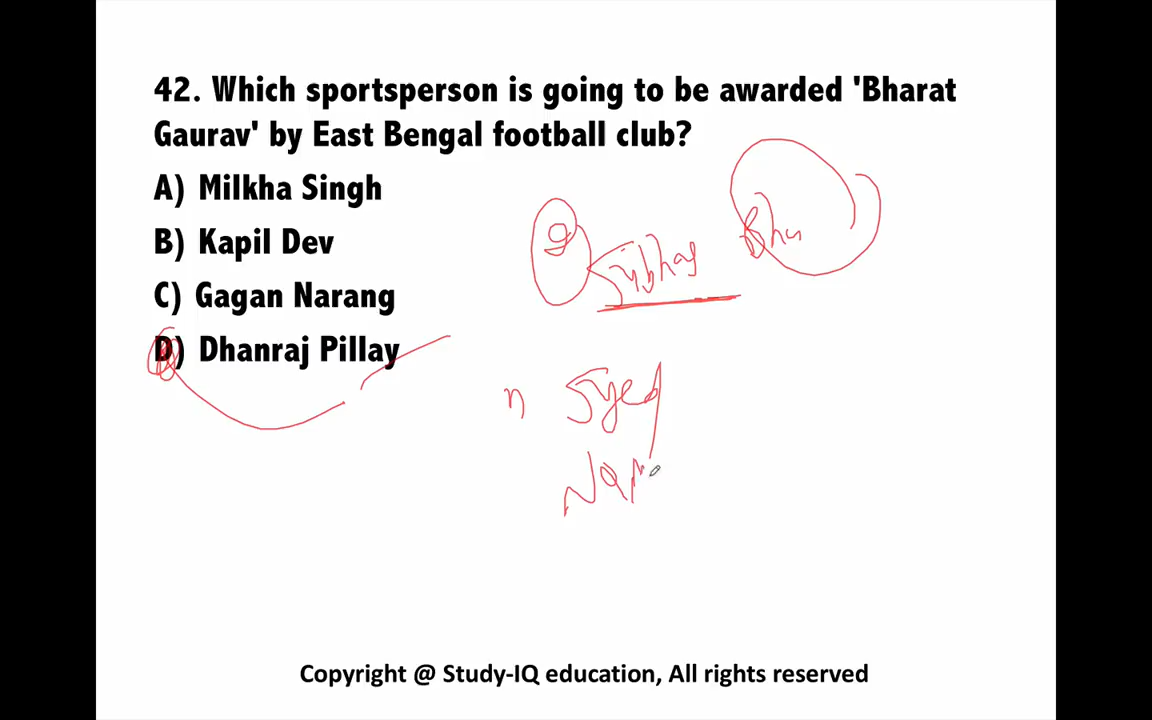 42. Which sportsperson is going to be awarded 'Bharat
Gaurav' by East Bengal football club?
A) Milkha Singh
B) Kapil Dev
C) Gagan Narang
D) Dhanraj Pillay
Subhas Bha
n Syed
Copyright @ Study-IQ education, All rights reserved